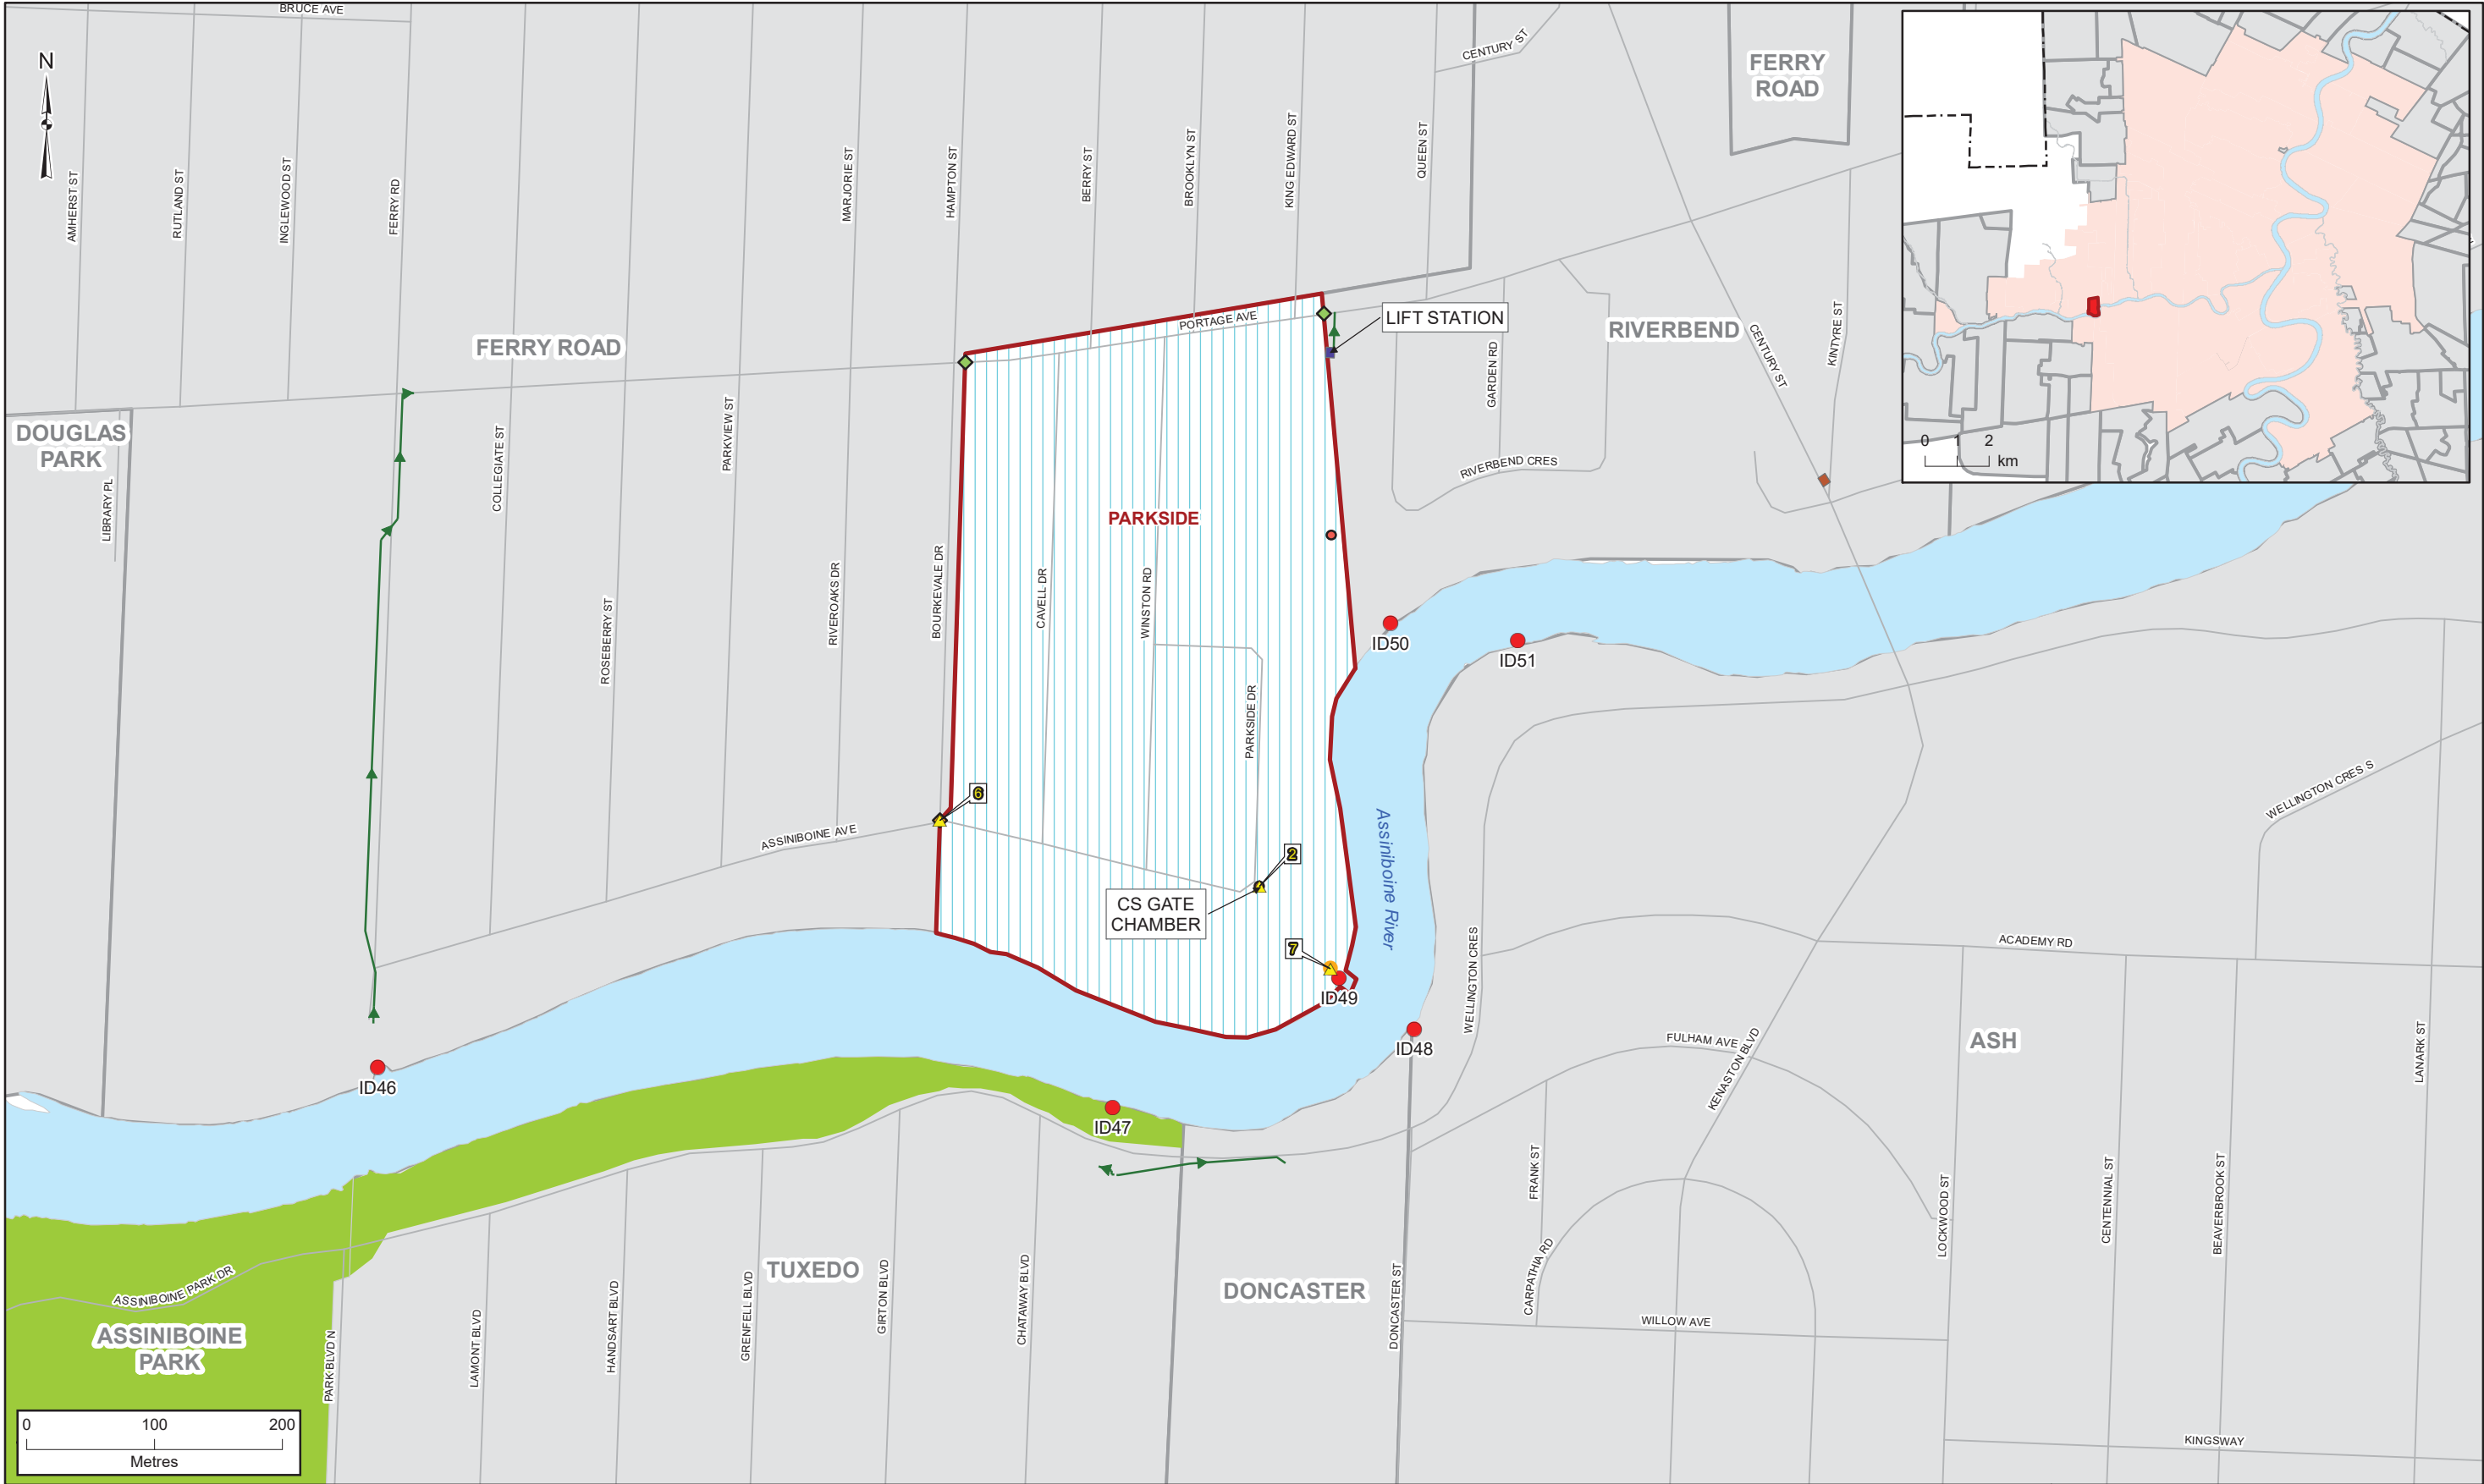 BRUCE AVE
N
CENTURY ST
FERRY
ROAD
AMHERST ST
RUTLAND ST
INGLEWOOD ST
FERRY RD
MARJORIE ST
HAMPTON ST
BERRY ST
BROOKLYN ST
KING EDWARD ST
QUEEN ST
0 1 2
km
PORTAGE AVE
LIFT STATION
RIVERBEND
CENTURY ST
KINTYRE ST
FERRY ROAD
GARDEN RD
DOUGLAS
PARK
LIBRARY PL
COLLEGIATE ST
PARKVIEW ST
RIVERBEND CRES
PARKSIDE
ROSEBERRY ST
RIVEROAKS DR
BOURKEVALE DR
CAVELL DR
WINSTON RD
PARKSIDE DR
ID50
ID51
6
ASSINIBOINE AVE
2
CS GATE
CHAMBER
7
ID49
Assiniboine River
WELLINGTON CRES S
WELLINGTON CRES
ACADEMY RD
ID46
ID47
ID48
FULHAM AVE
KENASTON BLVD
ASH
LANARK ST
FRANK ST
CARPATHIA RD
LOCKWOOD ST
CENTENNIAL ST
BEAVERBROOK ST
TUXEDO
DONCASTER
DONCASTER ST
WILLOW AVE
KINGSWAY
ASSINIBOINE PARK DR
ASSINIBOINE
PARK
PARK BLVD N
LAMONT BLVD
HANDSART BLVD
GRENFELL BLVD
GIRTON BLVD
CHATAWAY BLVD
0 100 200
Metres